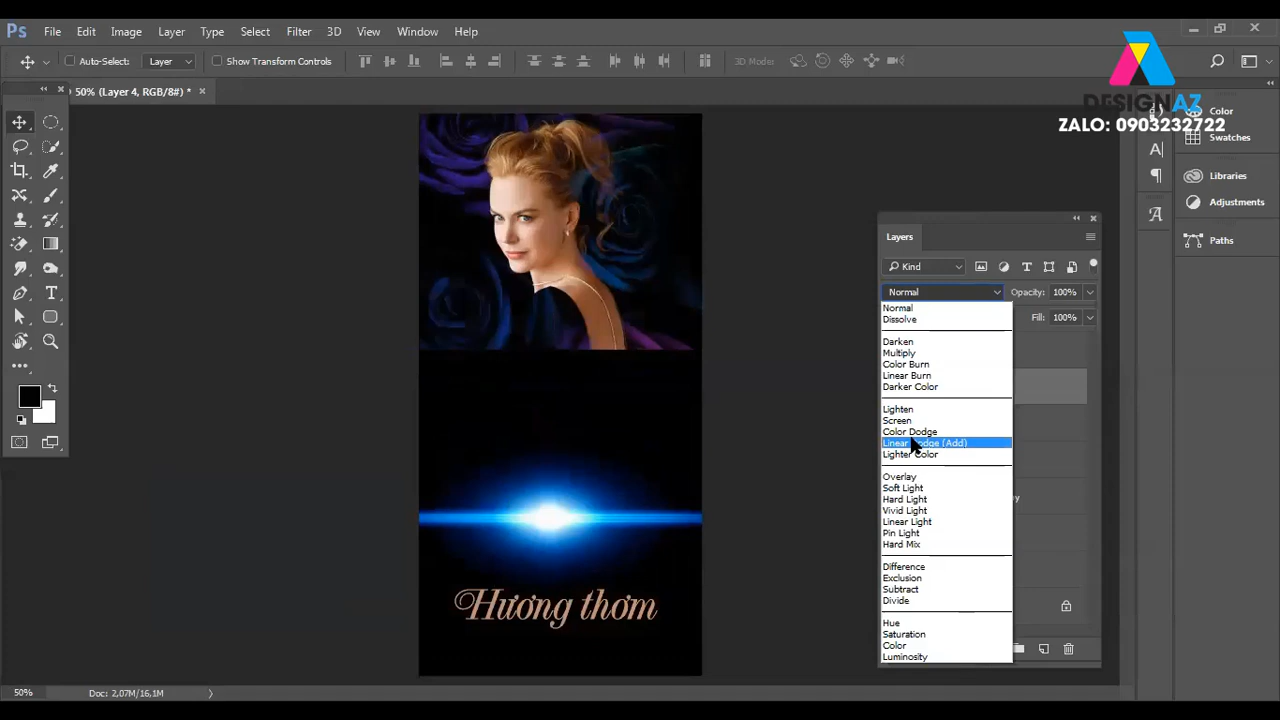 Ps File Edit Image Layer Type Select Filter 3D View Window Help
Auto-Select: Layer Show Transform Controls 3D Mode:
50% (Layer 4, RGB/8#) *
DESIGNAZ
ZALO: 0903232722
Color
Swatches
Libraries
Adjustments
Paths
Layers
Kind
Normal Opacity: 100%
Fill: 100%
Normal
Dissolve
Darken
Multiply
Color Burn
Linear Burn
Darker Color
Lighten
Screen
Color Dodge
Linear Dodge (Add)
Lighter Color
Overlay
Soft Light
Hard Light
Vivid Light
Linear Light
Pin Light
Hard Mix
Difference
Exclusion
Subtract
Divide
Hue
Saturation
Color
Luminosity
Hương thơm
50% Doc: 2,07M/16,1M